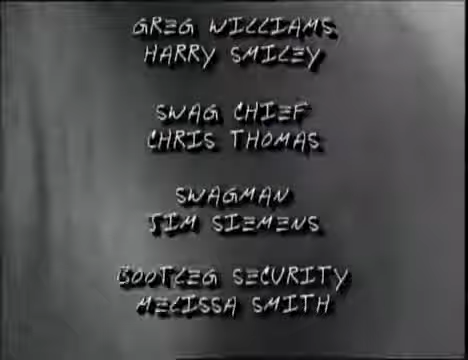 GREG WILLIAMS
HARRY SMILEY
SWAG CHIEF
CHRIS THOMAS
SWAGMAN
JIM SIEMENS
BOOTLEG SECURITY
MELISSA SMITH